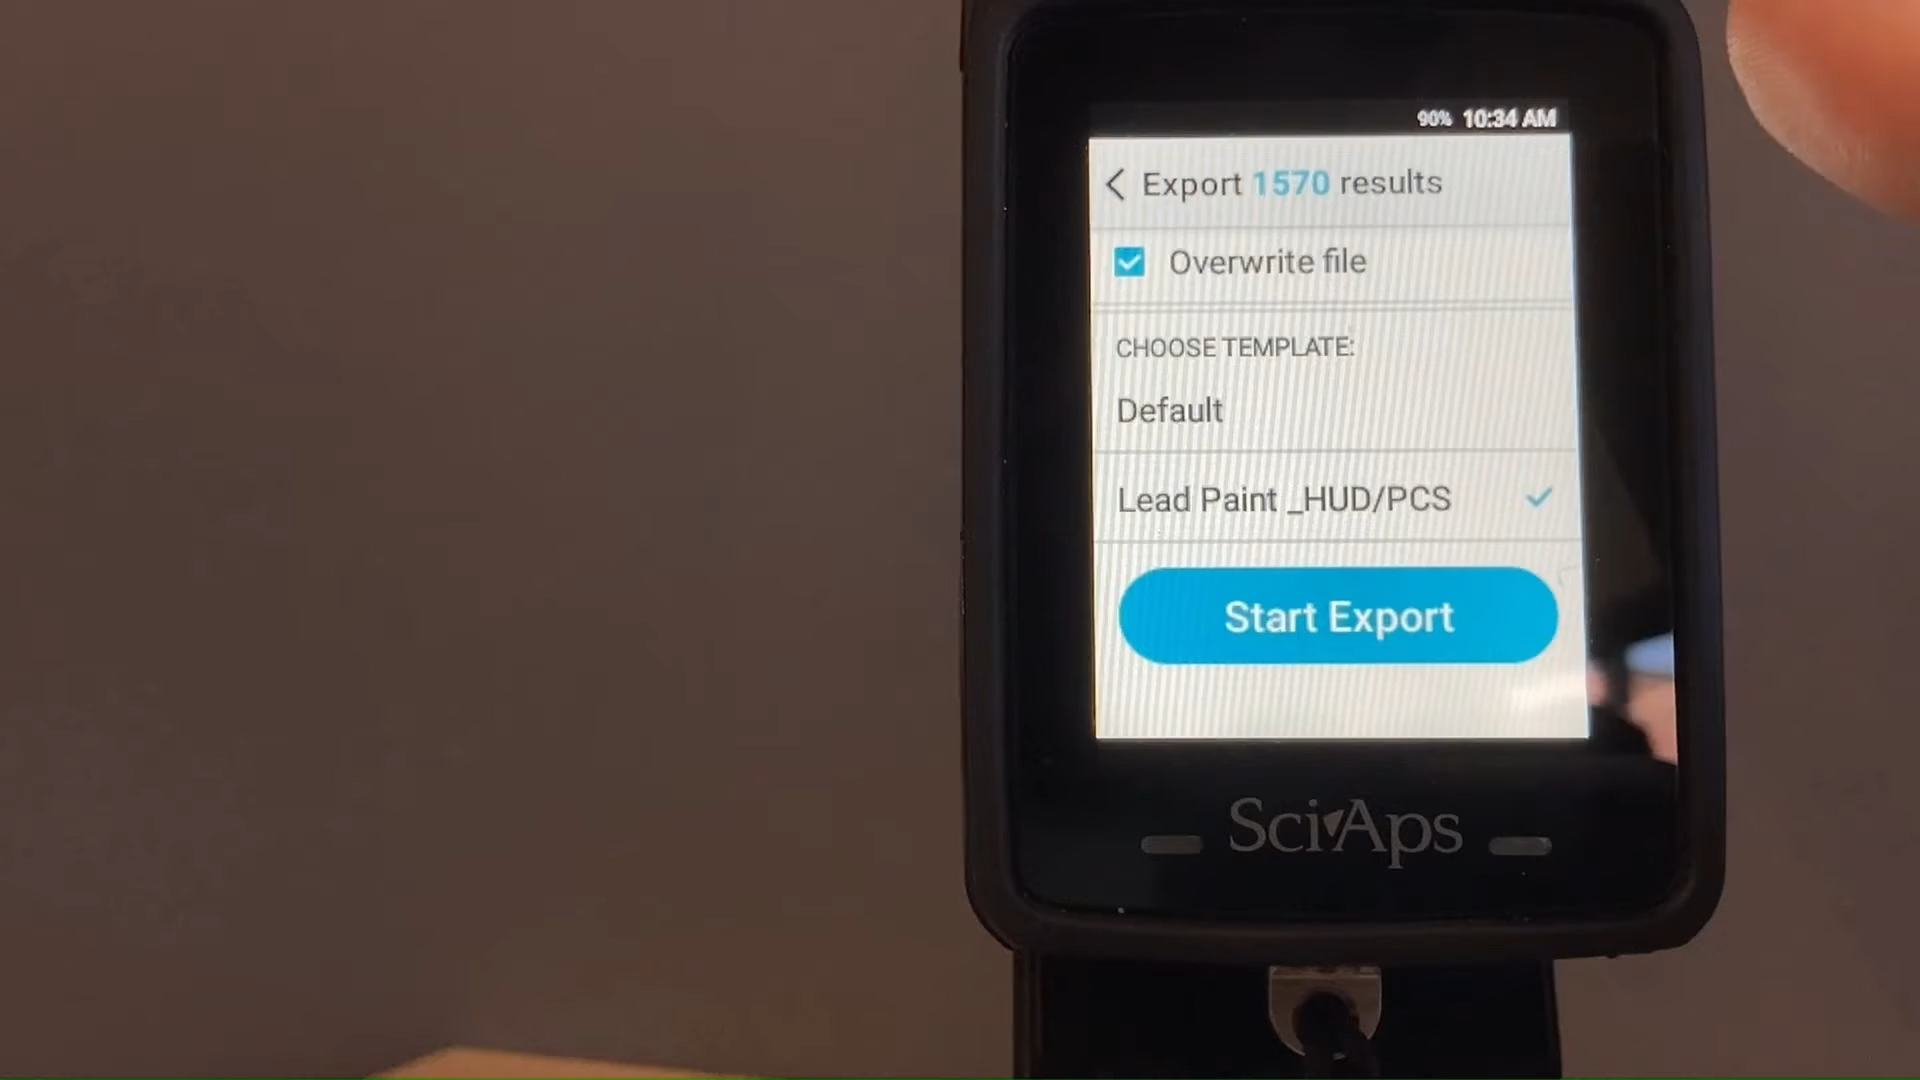 90% 10:34 AM
Export 1570 results
Overwrite file
CHOOSE TEMPLATE:
Default
Lead Paint _HUD/PCS
Start Export
SciAps